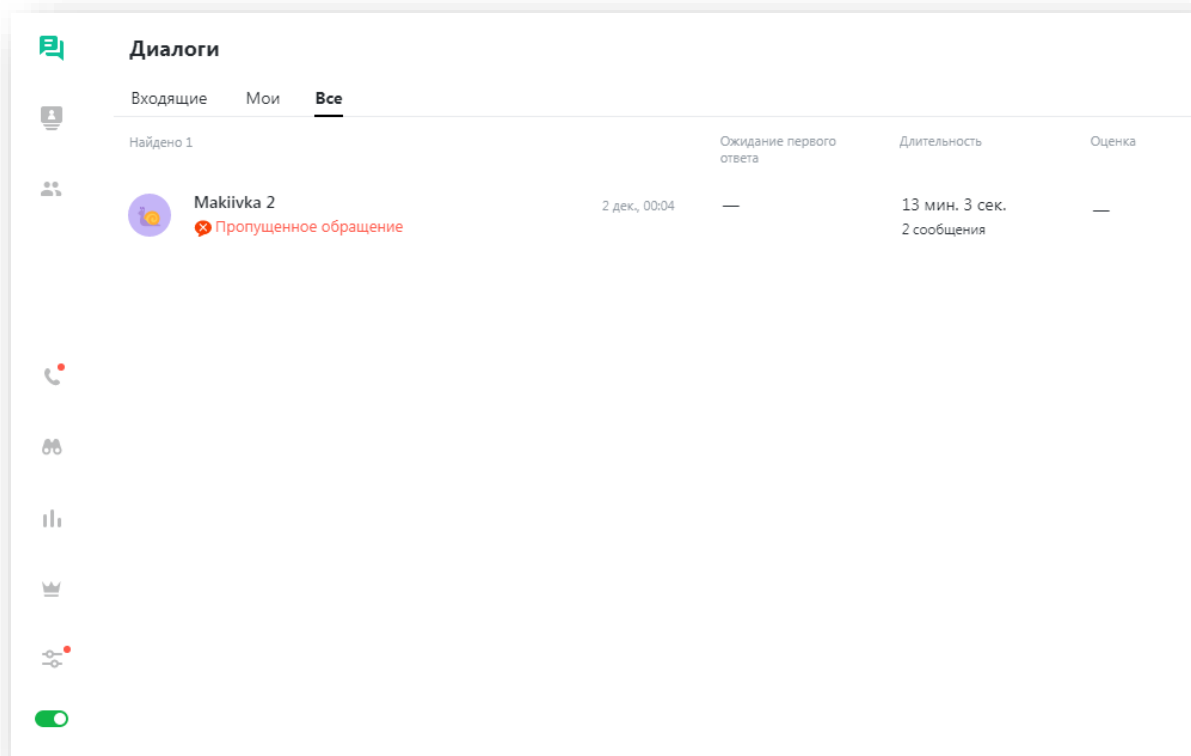 Диалоги
Входящие Мои Все
Найдено 1
Ожидание первого ответа
Длительность
Оценка
Makiivka 2
Пропущенное обращение
2 дек., 00:04
—
13 мин. 3 сек.
2 сообщения
—